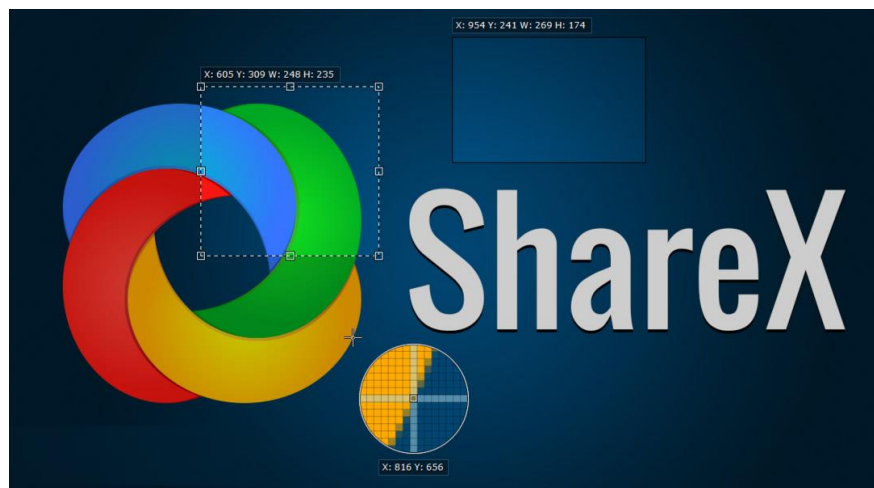 X: 954 Y: 241 W: 269 H: 174
X: 605 Y: 309 W: 248 H: 235
ShareX
X: 816 Y: 656